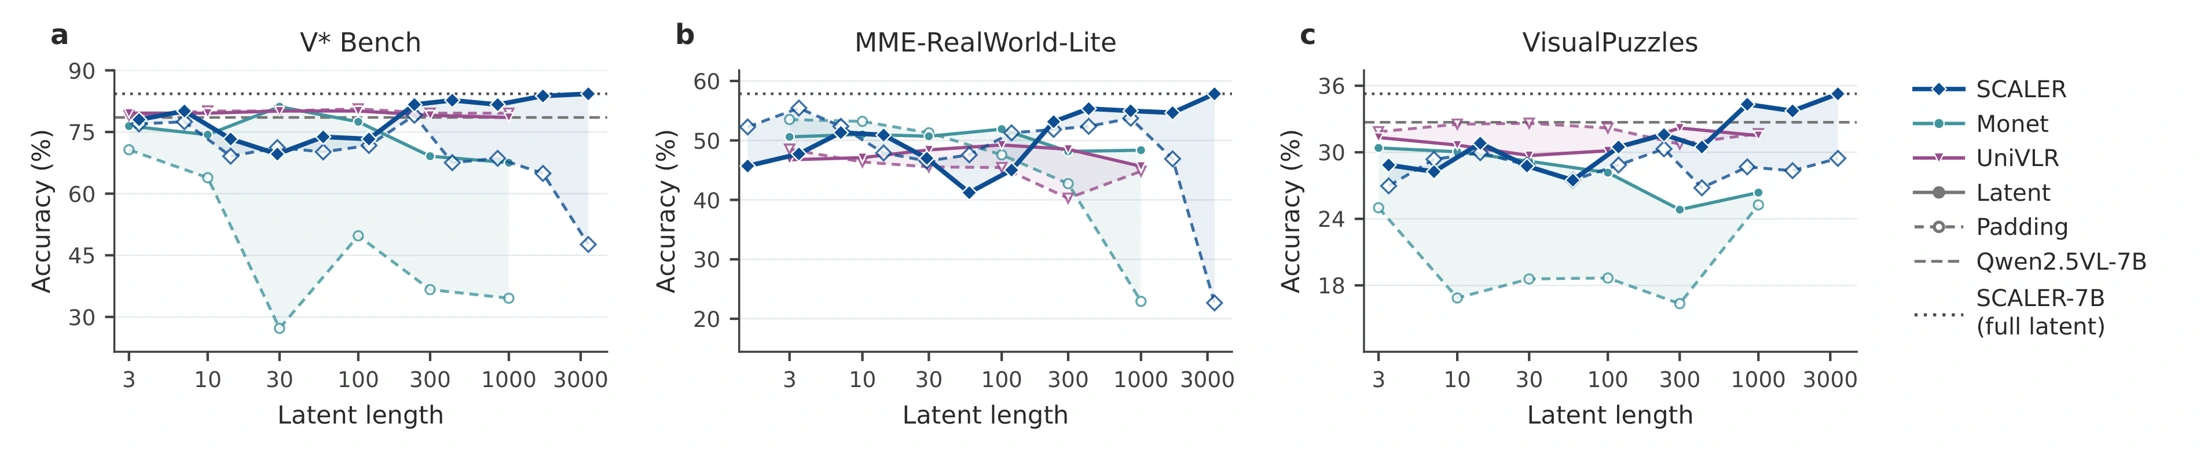 a
V* Bench
90
75
60
45
30
Accuracy (%)
3 10 30 100 300 1000 3000
Latent length
b
MME-RealWorld-Lite
60
50
40
30
20
Accuracy (%)
3 10 30 100 300 1000 3000
Latent length
c
VisualPuzzles
36
30
24
18
Accuracy (%)
3 10 30 100 300 1000 3000
Latent length
SCALER
Monet
UniVLR
Latent
Padding
Qwen2.5VL-7B
SCALER-7B
(full latent)